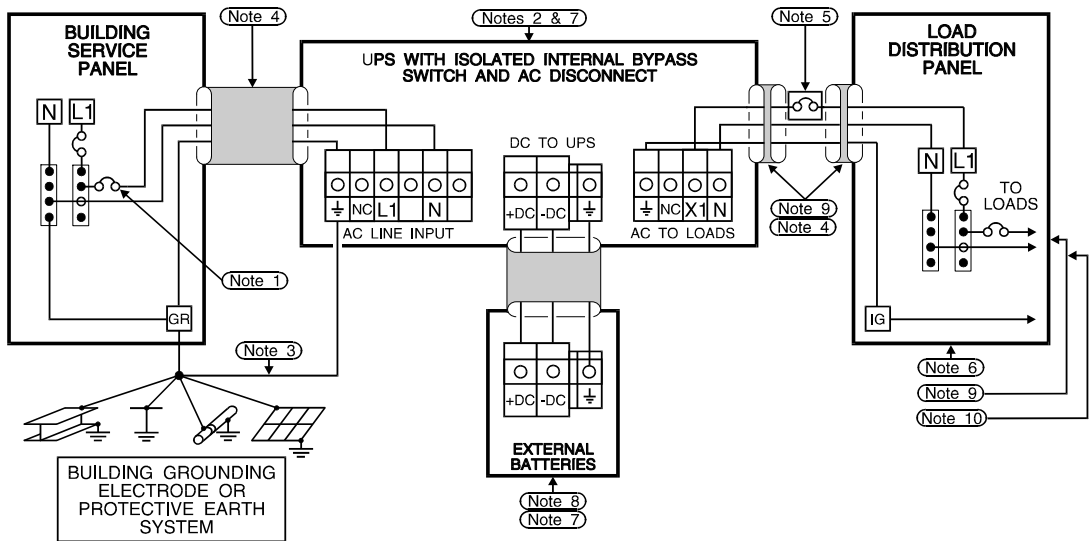 Note 4
Notes 2 & 7
Note 5
BUILDING
SERVICE
PANEL
UPS WITH ISOLATED INTERNAL BYPASS
SWITCH AND AC DISCONNECT
LOAD
DISTRIBUTION
PANEL
N L1
DC TO UPS
N L1
TO
LOADS
⏚ NC L1 N
AC LINE INPUT
+DC -DC ⏚
⏚ NC X1 N
AC TO LOADS
Note 9
Note 4
Note 1
GR
IG
Note 3
Note 6
Note 9
Note 10
+DC -DC ⏚
EXTERNAL
BATTERIES
Note 8
Note 7
BUILDING GROUNDING
ELECTRODE OR
PROTECTIVE EARTH
SYSTEM